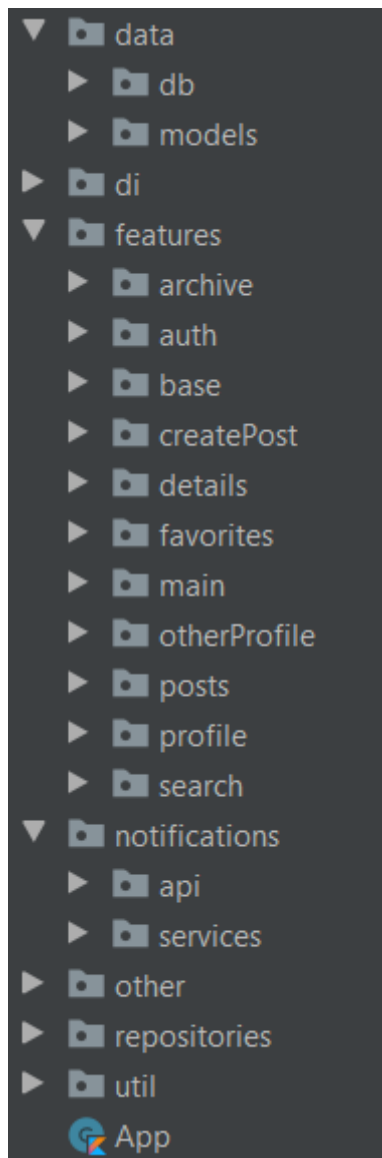 data
db
models
di
features
archive
auth
base
createPost
details
favorites
main
otherProfile
posts
profile
search
notifications
api
services
other
repositories
util
App